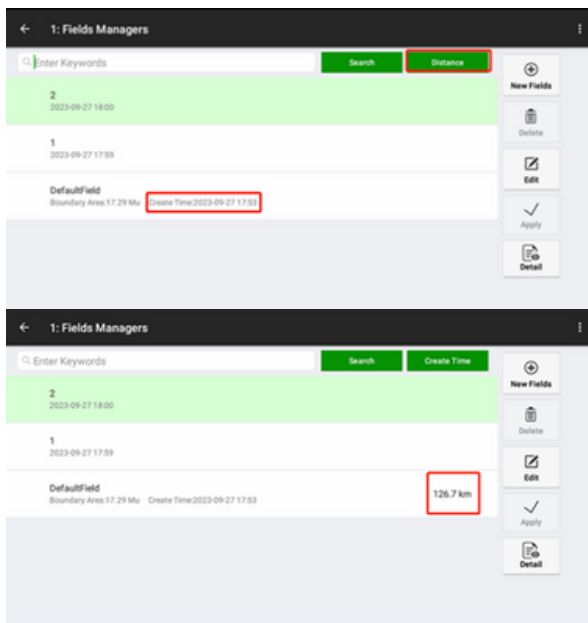 1: Fields Managers
Enter Keywords
Search
Distance
New Fields
2
2023-09-27 18:00
Delete
1
2023-09-27 17:59
Edit
DefaultField
Boundary Area:17.29 Mu Create Time:2023-09-27 17:53
Apply
Detail
1: Fields Managers
Enter Keywords
Search
Create Time
New Fields
2
2023-09-27 18:00
Delete
1
2023-09-27 17:59
Edit
DefaultField
Boundary Area:17.29 Mu Create Time:2023-09-27 17:53
126.7 km
Apply
Detail